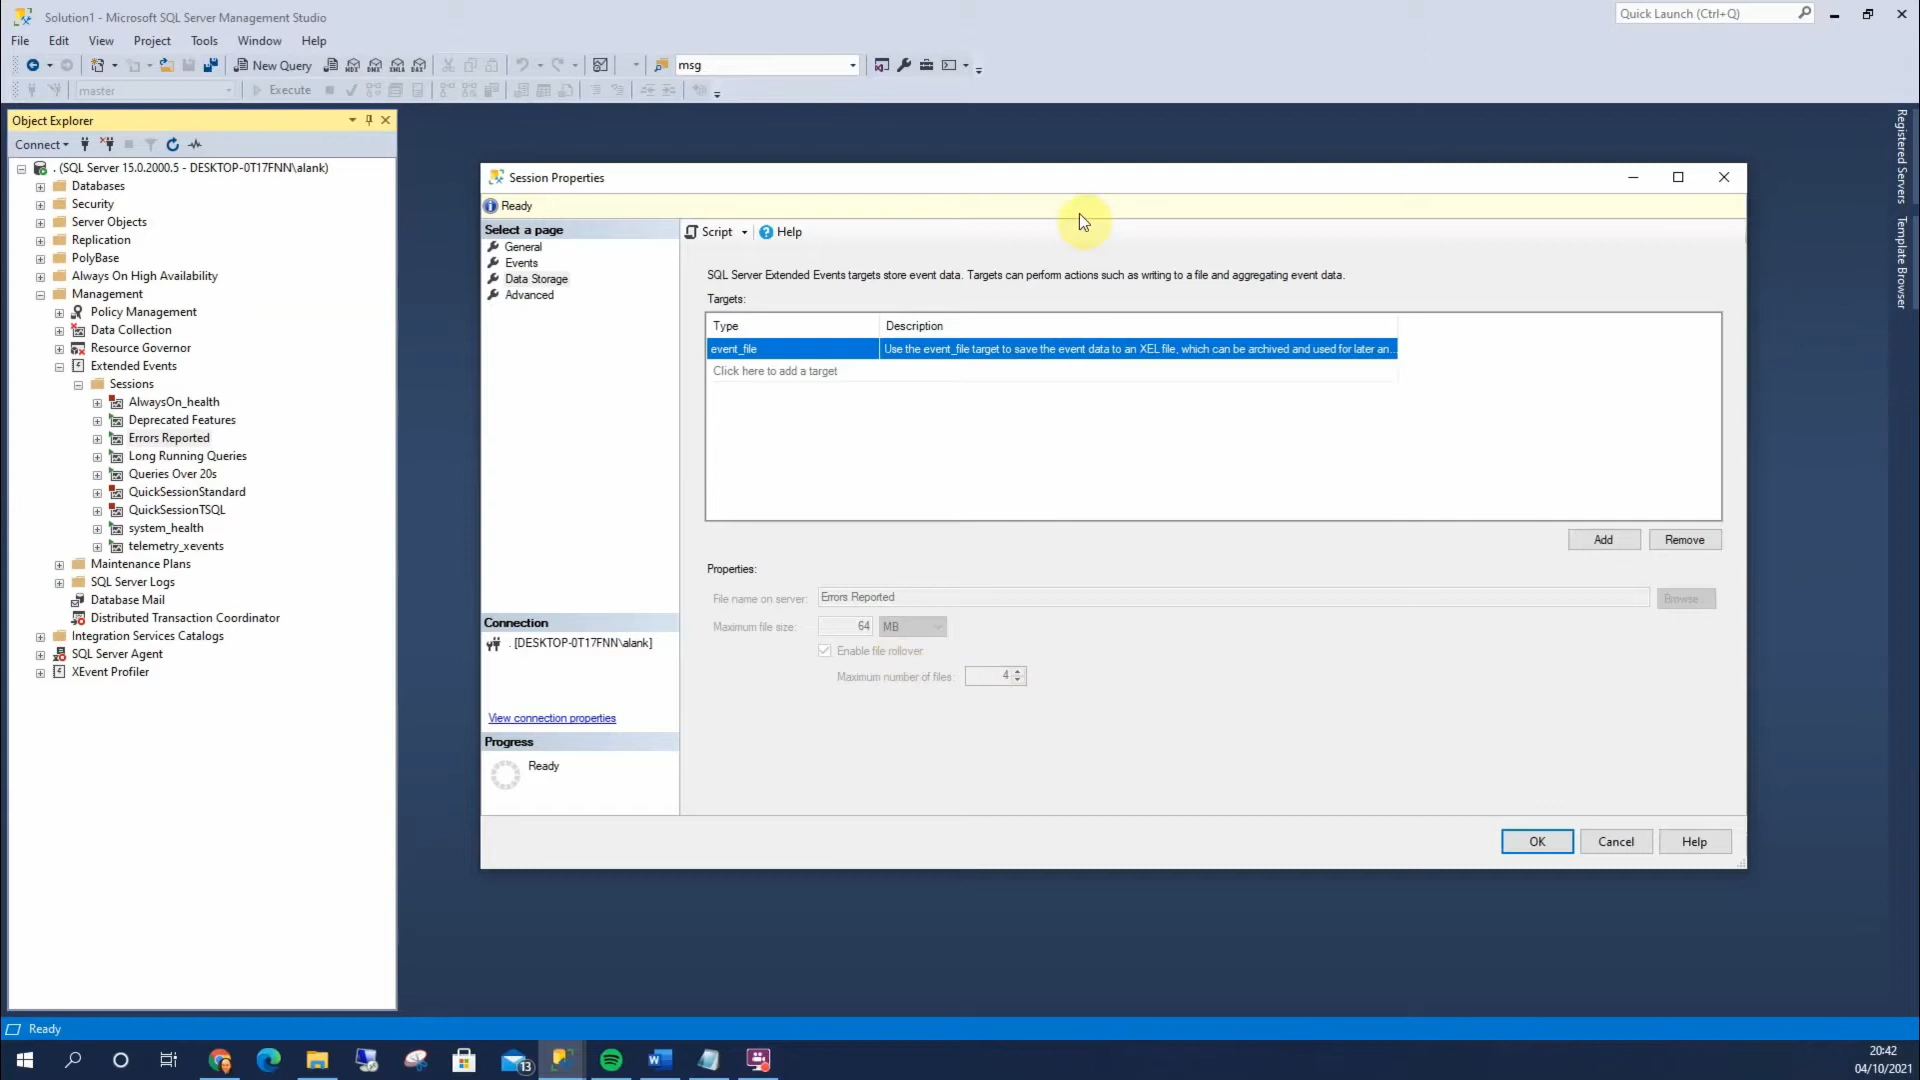 Solution1 - Microsoft SQL Server Management Studio
Quick Launch (Ctrl+Q)
File Edit View Project Tools Window Help
New Query
msg
master
Execute
Object Explorer
Connect
. (SQL Server 15.0.2000.5 - DESKTOP-0T17FNN\alank)
Databases
Security
Server Objects
Replication
PolyBase
Always On High Availability
Management
Policy Management
Data Collection
Resource Governor
Extended Events
Sessions
AlwaysOn_health
Deprecated Features
Errors Reported
Long Running Queries
Queries Over 20s
QuickSessionStandard
QuickSessionTSQL
system_health
telemetry_xevents
Maintenance Plans
SQL Server Logs
Database Mail
Distributed Transaction Coordinator
Integration Services Catalogs
SQL Server Agent
XEvent Profiler
Session Properties
Ready
Select a page
General
Events
Data Storage
Advanced
Connection
. [DESKTOP-0T17FNN\alank]
View connection properties
Progress
Ready
Script Help
SQL Server Extended Events targets store event data. Targets can perform actions such as writing to a file and aggregating event data.
Targets:
Type Description
event_file Use the event_file target to save the event data to an XEL file, which can be archived and used for later an...
Click here to add a target
Add Remove
Properties:
File name on server: Errors Reported Browse...
Maximum file size: 64 MB
Enable file rollover
Maximum number of files: 4
OK Cancel Help
Registered Servers
Template Browser
Ready
13
20:42
04/10/2021